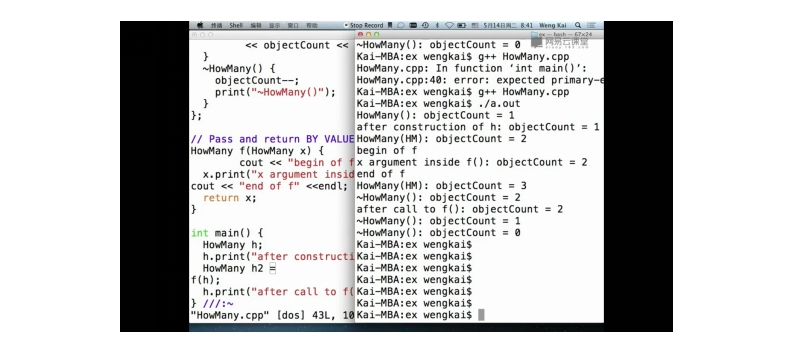 Shell 编辑 显示 窗口 帮助 Stop Record 5月14日周二 8:41 Weng Kai
ex — bash — 67×24
网易云课堂
<< objectCount <<
}
~HowMany() {
objectCount--;
print("~HowMany()");
}
};
// Pass and return BY VALUE
HowMany f(HowMany x) {
cout << "begin of f
x.print("x argument insid
cout << "end of f" <<endl;
return x;
}
int main() {
HowMany h;
h.print("after constructi
HowMany h2 =
f(h);
h.print("after call to f(
} ///:~
"HowMany.cpp" [dos] 43L, 10
~HowMany(): objectCount = 0
Kai-MBA:ex wengkai$ g++ HowMany.cpp
HowMany.cpp: In function ‘int main()’:
HowMany.cpp:40: error: expected primary-e
Kai-MBA:ex wengkai$ g++ HowMany.cpp
Kai-MBA:ex wengkai$ ./a.out
HowMany(): objectCount = 1
after construction of h: objectCount = 1
HowMany(HM): objectCount = 2
begin of f
x argument inside f(): objectCount = 2
end of f
HowMany(HM): objectCount = 3
~HowMany(): objectCount = 2
after call to f(): objectCount = 2
~HowMany(): objectCount = 1
~HowMany(): objectCount = 0
Kai-MBA:ex wengkai$
Kai-MBA:ex wengkai$
Kai-MBA:ex wengkai$
Kai-MBA:ex wengkai$
Kai-MBA:ex wengkai$
Kai-MBA:ex wengkai$